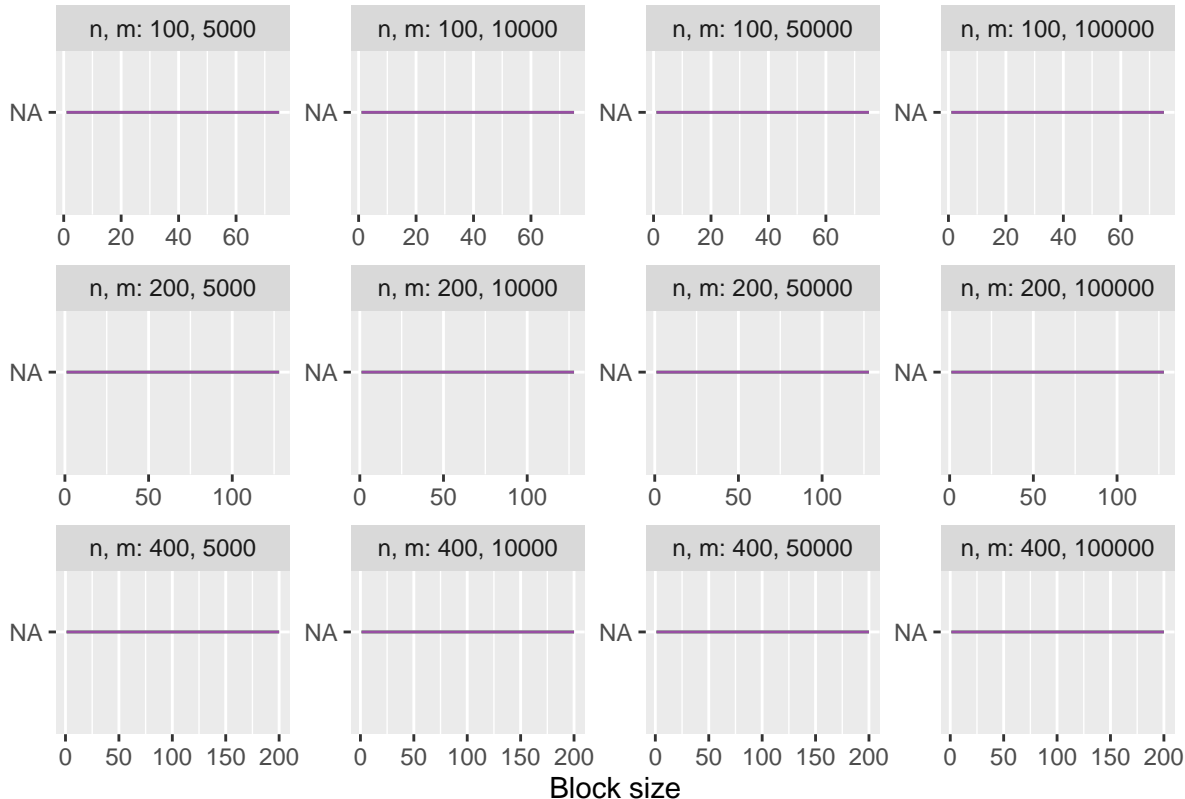 n, m: 100, 5000 n, m: 100, 10000 n, m: 100, 50000 n, m: 100, 100000
NA NA NA NA
0 20 40 60 0 20 40 60 0 20 40 60 0 20 40 60
n, m: 200, 5000 n, m: 200, 10000 n, m: 200, 50000 n, m: 200, 100000
NA NA NA NA
0 50 100 0 50 100 0 50 100 0 50 100
n, m: 400, 5000 n, m: 400, 10000 n, m: 400, 50000 n, m: 400, 100000
NA NA NA NA
0 50 100 150 200 0 50 100 150 200 0 50 100 150 200 0 50 100 150 200
Block size